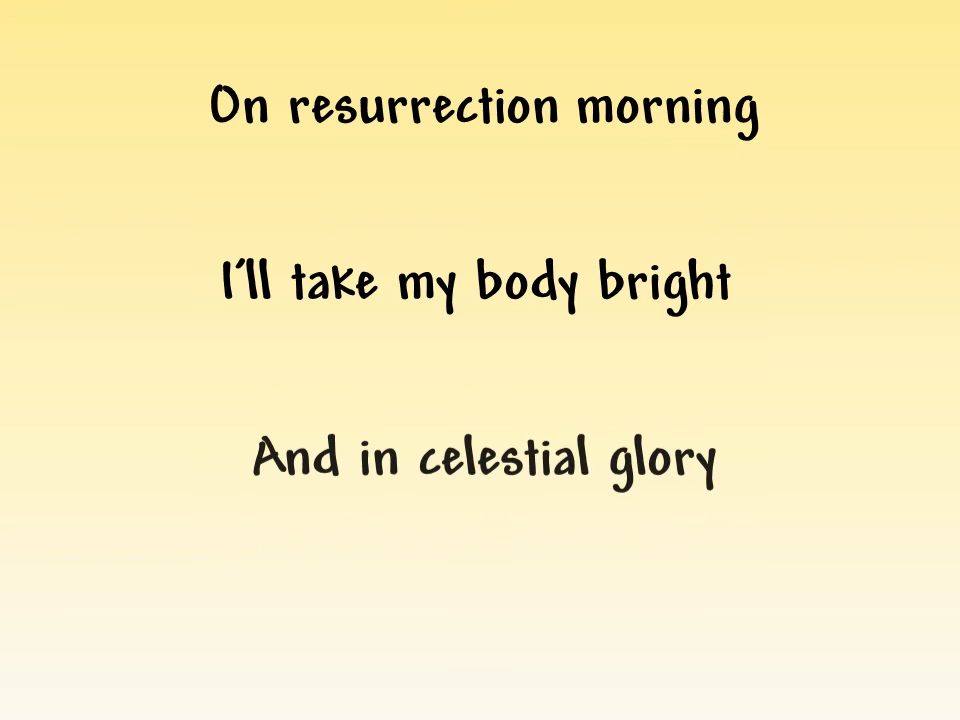 On resurrection morning
I'll take my body bright
And in celestial glory